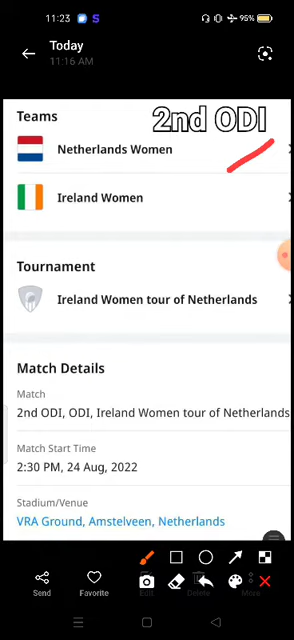 11:23
95%
Today
11:16 AM
Teams
2nd ODI
Netherlands Women
Ireland Women
Tournament
Ireland Women tour of Netherlands
Match Details
Match
2nd ODI, ODI, Ireland Women tour of Netherlands
Match Start Time
2:30 PM, 24 Aug, 2022
Stadium/Venue
VRA Ground, Amstelveen, Netherlands
Send
Favorite
Edit
Delete
More